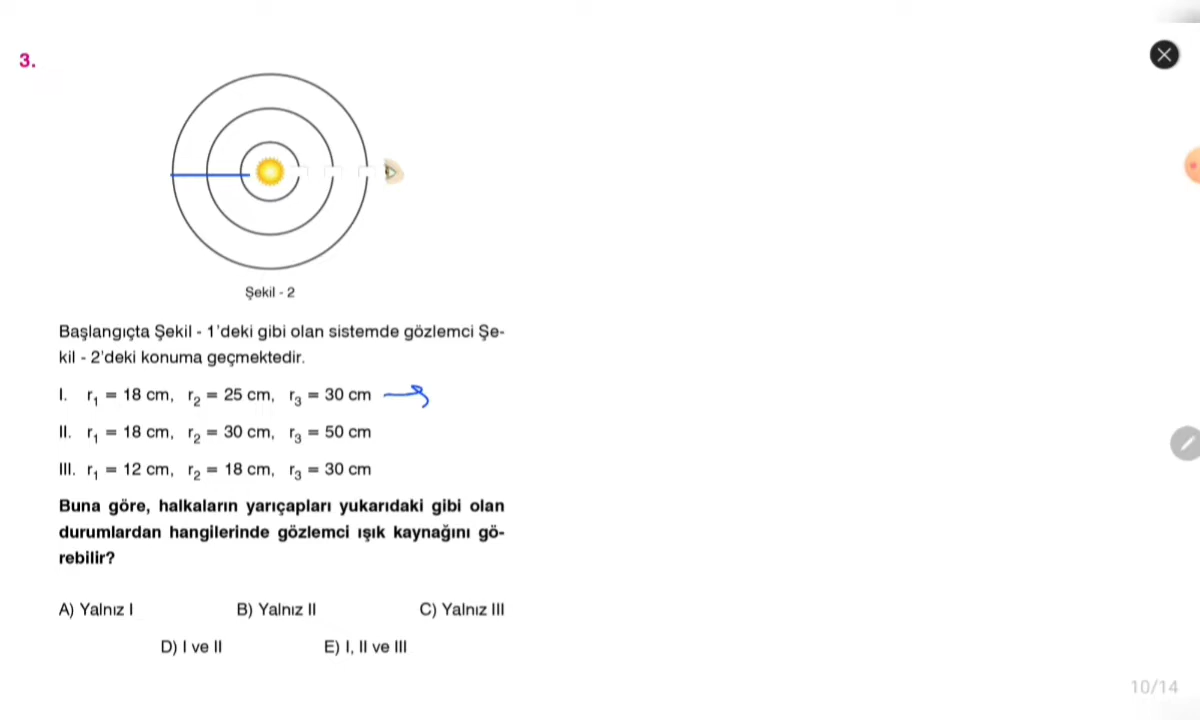 3.
Şekil - 2
Başlangıçta Şekil - 1'deki gibi olan sistemde gözlemci Şe-
kil - 2'deki konuma geçmektedir.
I. r₁ = 18 cm, r₂ = 25 cm, r₃ = 30 cm
II. r₁ = 18 cm, r₂ = 30 cm, r₃ = 50 cm
III. r₁ = 12 cm, r₂ = 18 cm, r₃ = 30 cm
Buna göre, halkaların yarıçapları yukarıdaki gibi olan
durumlardan hangilerinde gözlemci ışık kaynağını gö-
rebilir?
A) Yalnız I B) Yalnız II C) Yalnız III
D) I ve II E) I, II ve III
10/14